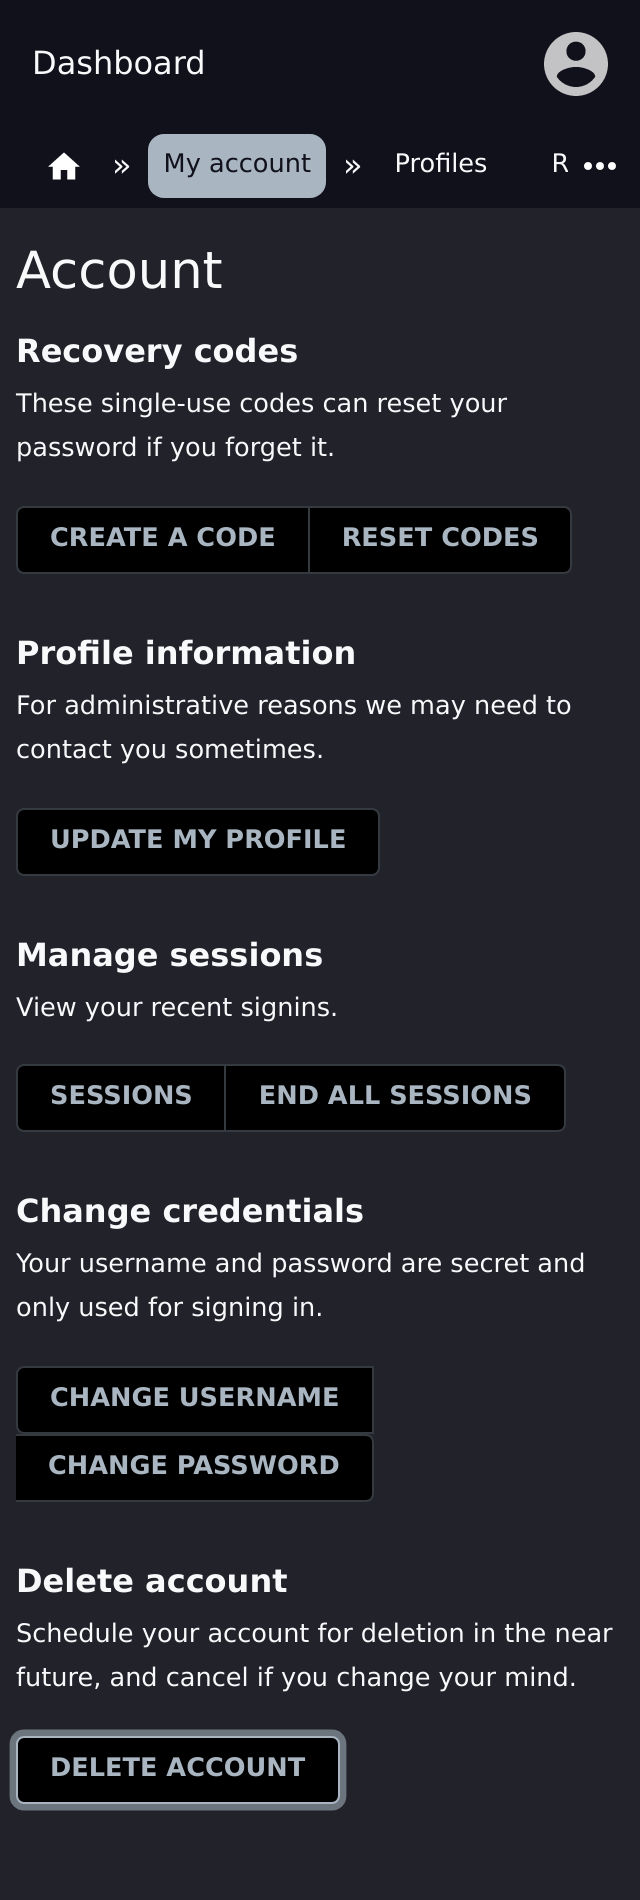 Dashboard
» My account » Profiles R •••
Account
Recovery codes
These single-use codes can reset your
password if you forget it.
CREATE A CODE RESET CODES
Profile information
For administrative reasons we may need to
contact you sometimes.
UPDATE MY PROFILE
Manage sessions
View your recent signins.
SESSIONS END ALL SESSIONS
Change credentials
Your username and password are secret and
only used for signing in.
CHANGE USERNAME
CHANGE PASSWORD
Delete account
Schedule your account for deletion in the near
future, and cancel if you change your mind.
DELETE ACCOUNT